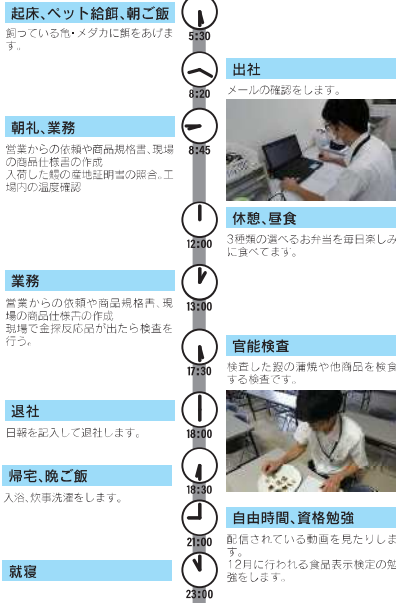 起床、ペット給餌、朝ご飯
飼っている亀・メダカに餌をあげま
す。
5:30
出社
8:20
メールの確認をします。
朝礼、業務
8:45
営業からの依頼や商品規格書、現場
の商品仕様書の作成
入荷した鰻の産地証明書の照合。工
場内の温度確認
休憩、昼食
12:00
3種類の選べるお弁当を毎日楽しみ
に食べてます。
業務
13:00
営業からの依頼や商品規格書、現
場の商品仕様書の作成
現場で金探反応品が出たら検査を
行う。
官能検査
17:30
検査した鰻の蒲焼や他商品を検食
する検査です。
退社
18:00
日報を記入して退社します。
帰宅、晩ご飯
18:30
入浴、炊事洗濯をします。
自由時間、資格勉強
21:00
配信されている動画を見たりしま
す。
12月に行われる食品表示検定の勉
強をします。
就寝
23:00